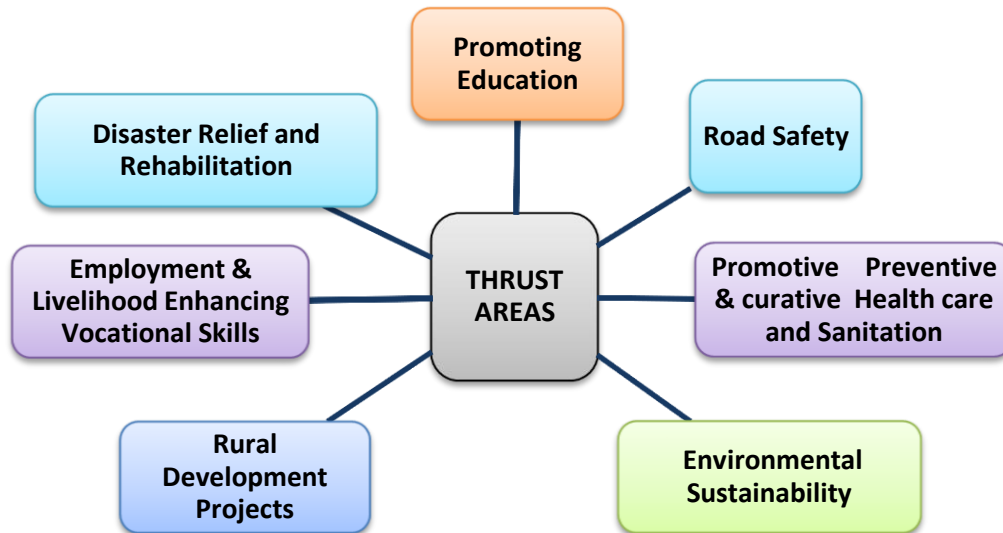 Promoting
Education
Disaster Relief and
Rehabilitation
Road Safety
THRUST
AREAS
Employment &
Livelihood Enhancing
Vocational Skills
Promotive Preventive
& curative Health care
and Sanitation
Rural
Development
Projects
Environmental
Sustainability